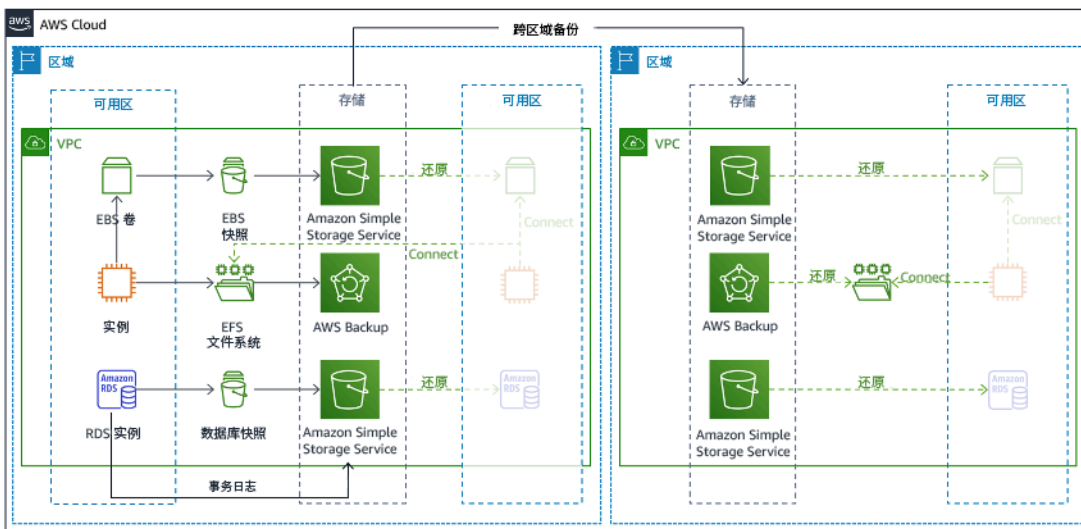 aws
AWS Cloud
跨区域备份
区域
区域
可用区
存储
可用区
存储
可用区
VPC
VPC
还原
还原
EBS 卷
EBS
快照
Amazon Simple
Storage Service
Connect
Amazon Simple
Storage Service
Connect
Connect
还原
Connect
实例
EFS
文件系统
AWS Backup
AWS Backup
Amazon
RDS
还原
Amazon
RDS
还原
Amazon
RDS
RDS 实例
数据库快照
Amazon Simple
Storage Service
Amazon Simple
Storage Service
事务日志